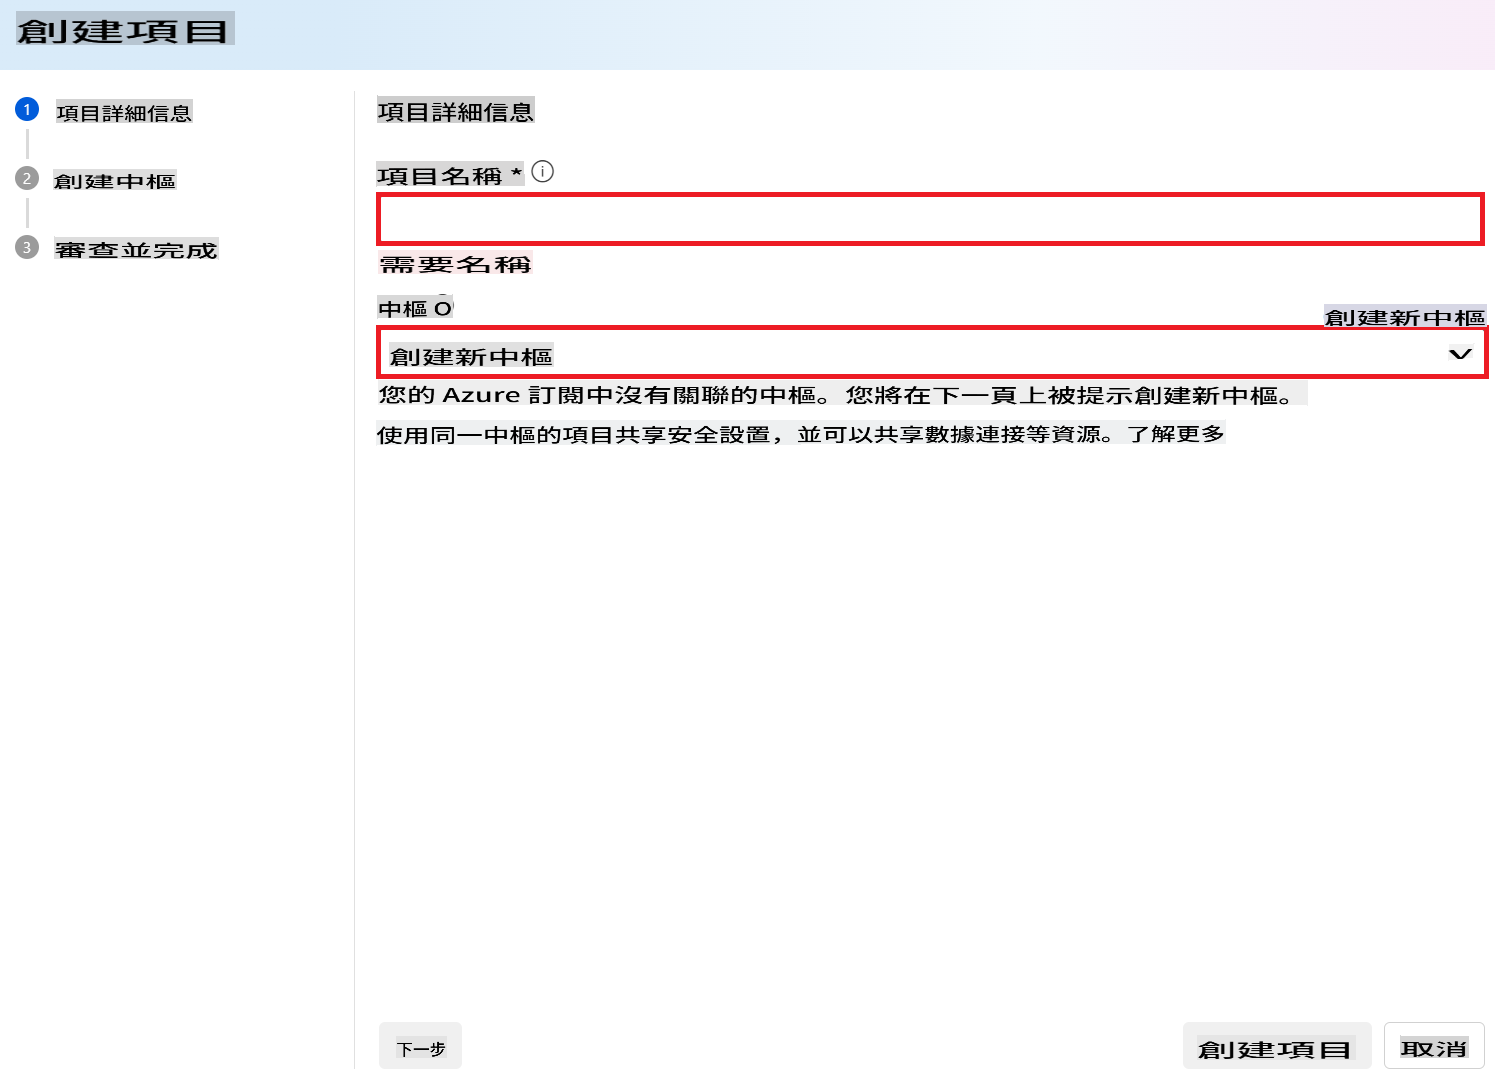 創建項目
1 項目詳細信息
2 創建中樞
3 審查並完成
項目詳細信息
項目名稱 *
需要名稱
中樞 O
創建新中樞
創建新中樞
您的 Azure 訂閱中沒有關聯的中樞。您將在下一頁上被提示創建新中樞。
使用同一中樞的項目共享安全設置，並可以共享數據連接等資源。了解更多
下一步
創建項目
取消